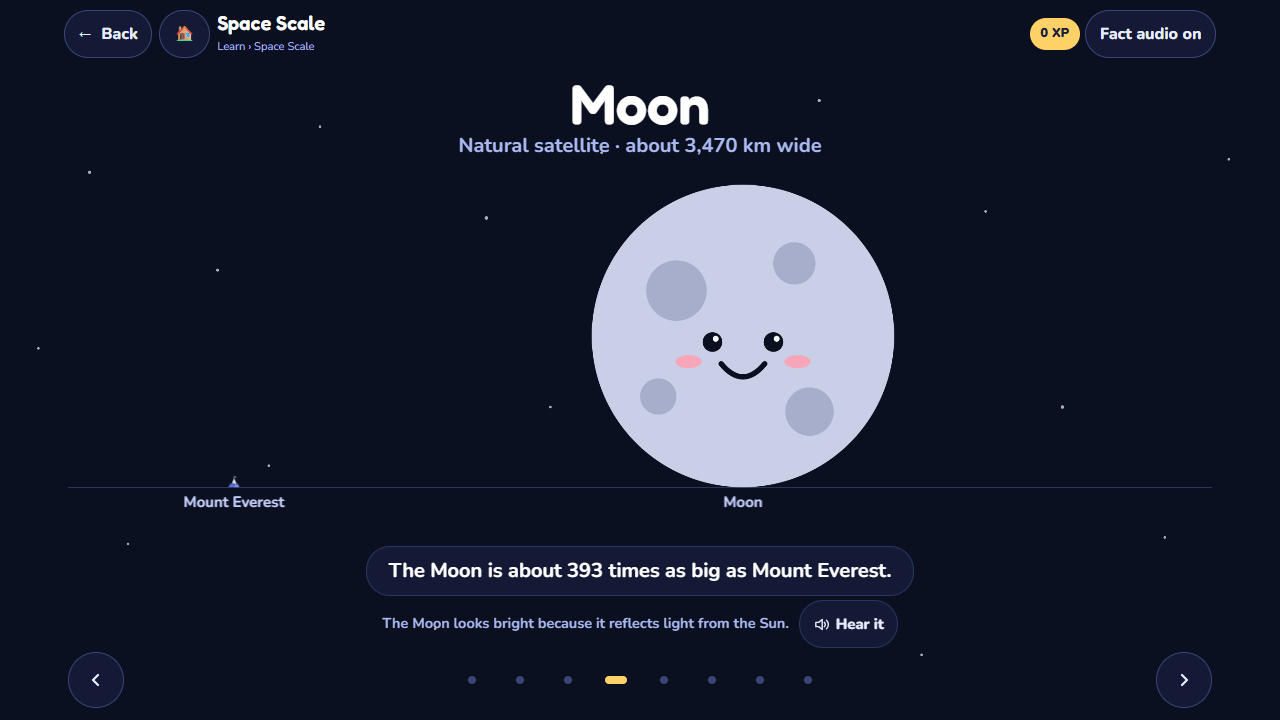 ← Back
Space Scale
Learn › Space Scale
0 XP
Fact audio on
Moon
Natural satellite · about 3,470 km wide
Mount Everest
Moon
The Moon is about 393 times as big as Mount Everest.
The Moon looks bright because it reflects light from the Sun.
Hear it